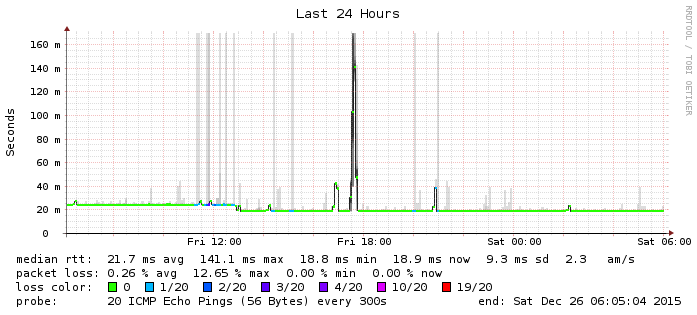 Last 24 Hours
RRDTOOL / TOBI OETIKER
Seconds
160 m
140 m
120 m
100 m
80 m
60 m
40 m
20 m
0
Fri 12:00 Fri 18:00 Sat 00:00 Sat 06:00
median rtt: 21.7 ms avg 141.1 ms max 18.8 ms min 18.9 ms now 9.3 ms sd 2.3 am/s
packet loss: 0.26 % avg 12.65 % max 0.00 % min 0.00 % now
loss color: 0 1/20 2/20 3/20 4/20 10/20 19/20
probe: 20 ICMP Echo Pings (56 Bytes) every 300s end: Sat Dec 26 06:05:04 2015